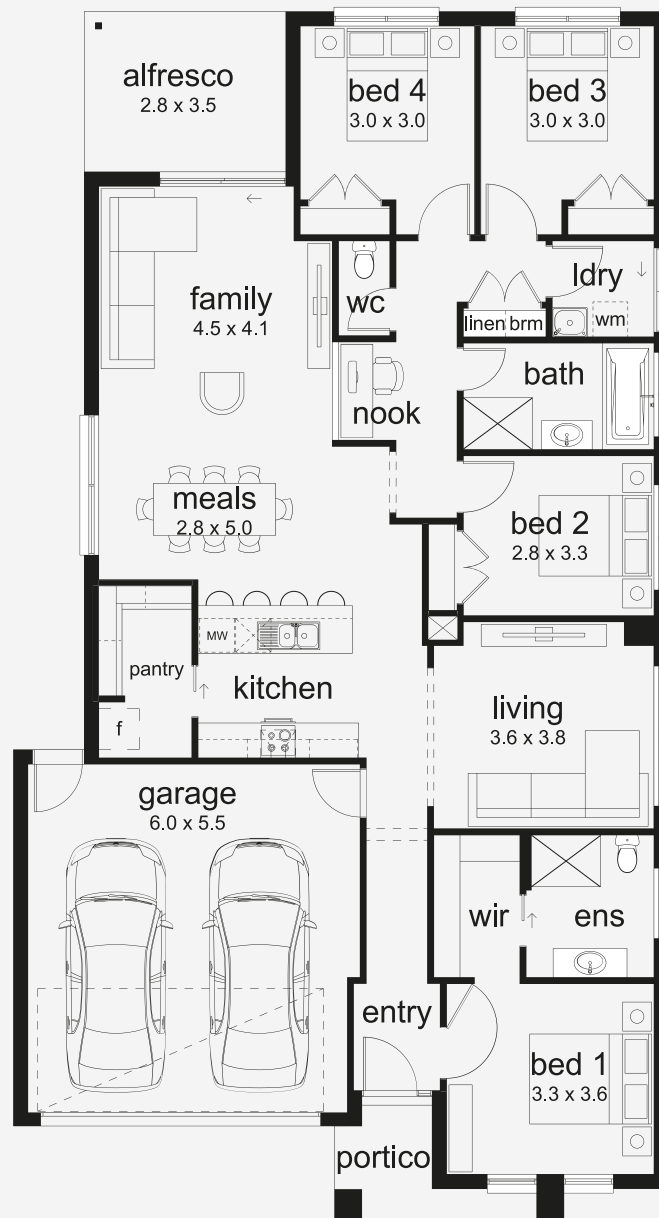 alfresco
2.8 x 3.5
bed 4
3.0 x 3.0
bed 3
3.0 x 3.0
family
4.5 x 4.1
wc
ldry
wm
linen brm
nook
bath
meals
2.8 x 5.0
bed 2
2.8 x 3.3
MW
pantry
kitchen
f
living
3.6 x 3.8
garage
6.0 x 5.5
wir
ens
entry
bed 1
3.3 x 3.6
portico